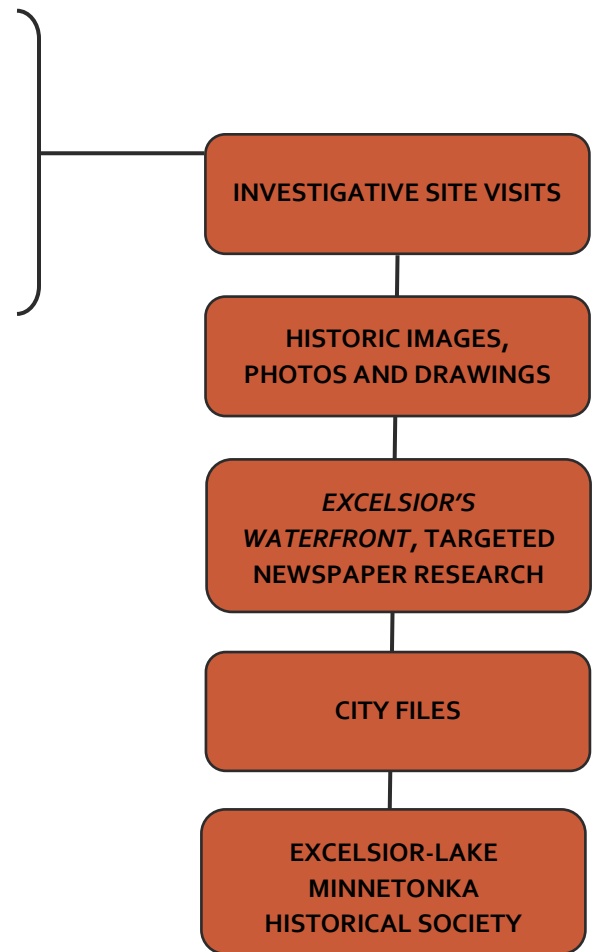 INVESTIGATIVE SITE VISITS
HISTORIC IMAGES,
PHOTOS AND DRAWINGS
EXCELSIOR’S
WATERFRONT, TARGETED
NEWSPAPER RESEARCH
CITY FILES
EXCELSIOR-LAKE
MINNETONKA
HISTORICAL SOCIETY